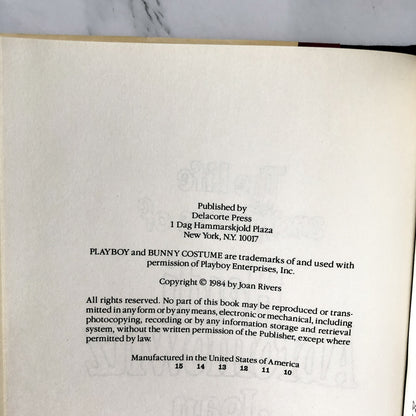 Published by
Delacorte Press
1 Dag Hammarskjold Plaza
New York, N.Y. 10017
PLAYBOY and BUNNY COSTUME are trademarks of and used with
permission of Playboy Enterprises, Inc.
Copyright © 1984 by Joan Rivers
All rights reserved. No part of this book may be reproduced or trans-
mitted in any form or by any means, electronic or mechanical, including
photocopying, recording or by any information storage and retrieval
system, without the written permission of the Publisher, except where
permitted by law.
Manufactured in the United States of America
15 14 13 12 11 10